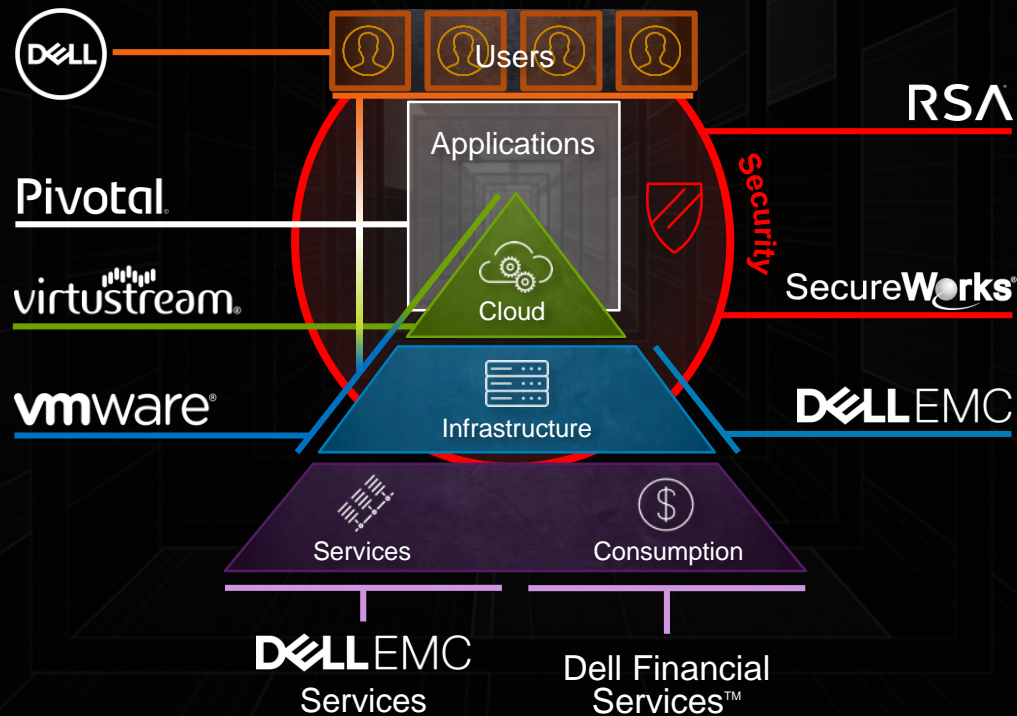 DELL
Users
RSA
Applications
Security
Pivotal
virtustream®
Cloud
SecureWorks®
vmware®
Infrastructure
DELLEMC
Services
Consumption
DELLEMC
Services
Dell Financial
Services™